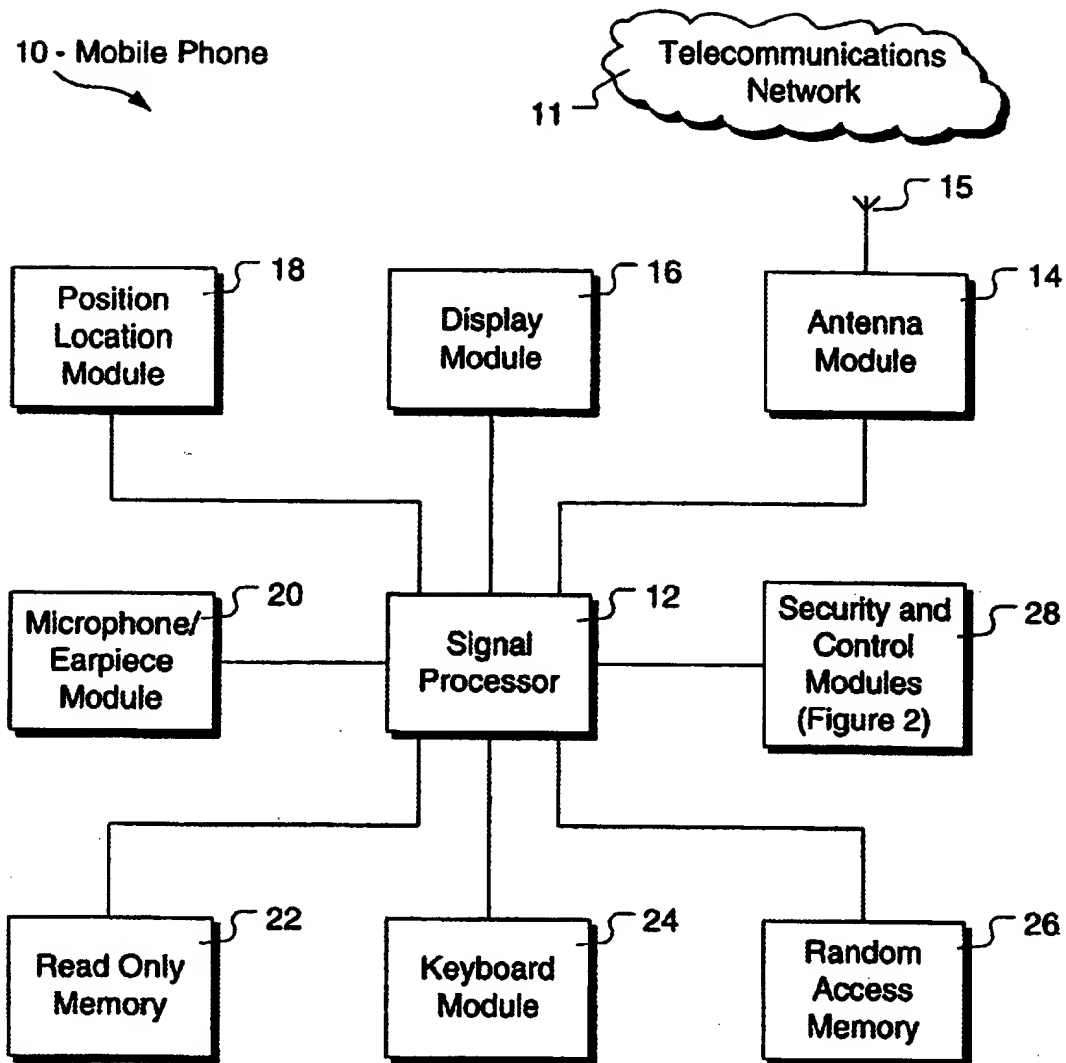 10 - Mobile Phone
Telecommunications
Network
11
15
18
16
14
Position
Location
Module
Display
Module
Antenna
Module
20
12
28
Microphone/
Earpiece
Module
Signal
Processor
Security and
Control
Modules
(Figure 2)
22
24
26
Read Only
Memory
Keyboard
Module
Random
Access
Memory